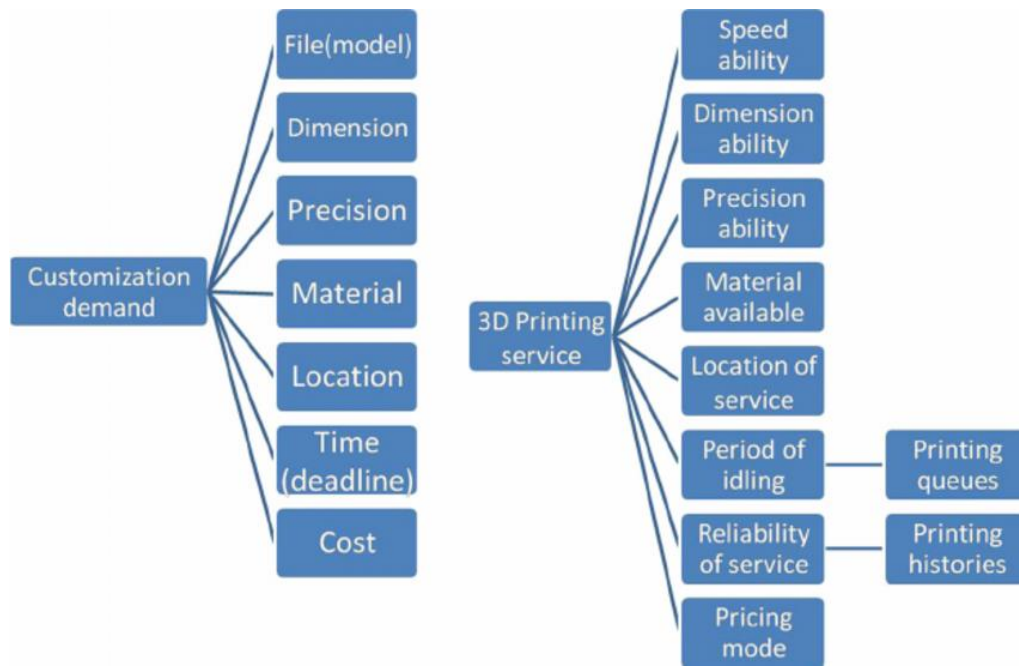 Customization
demand
File(model)
Dimension
Precision
Material
Location
Time
(deadline)
Cost
3D Printing
service
Speed
ability
Dimension
ability
Precision
ability
Material
available
Location of
service
Period of
idling
Printing
queues
Reliability
of service
Printing
histories
Pricing
mode